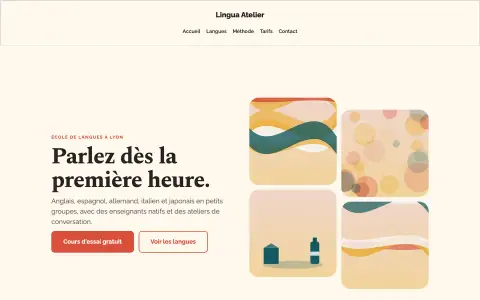 Lingua Atelier
Accueil Langues Méthode Tarifs Contact
ÉCOLE DE LANGUES À LYON
Parlez dès la
première heure.
Anglais, espagnol, allemand, italien et japonais en petits
groupes, avec des enseignants natifs et des ateliers de
conversation.
Cours d'essai gratuit
Voir les langues